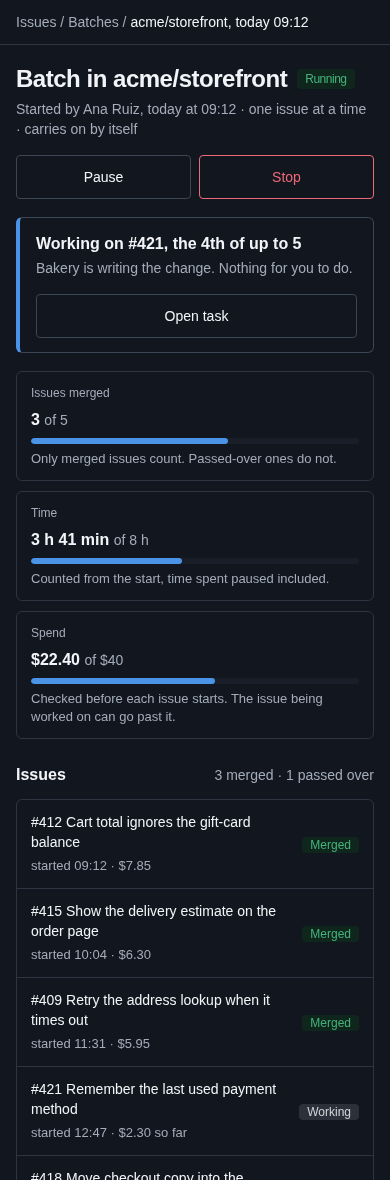 Issues / Batches / acme/storefront, today 09:12
Batch in acme/storefront Running
Started by Ana Ruiz, today at 09:12 · one issue at a time
· carries on by itself
Pause Stop
Working on #421, the 4th of up to 5
Bakery is writing the change. Nothing for you to do.
Open task
Issues merged
3 of 5
Only merged issues count. Passed-over ones do not.
Time
3 h 41 min of 8 h
Counted from the start, time spent paused included.
Spend
$22.40 of $40
Checked before each issue starts. The issue being
worked on can go past it.
Issues 3 merged · 1 passed over
#412 Cart total ignores the gift-card
balance
started 09:12 · $7.85
Merged
#415 Show the delivery estimate on the
order page
started 10:04 · $6.30
Merged
#409 Retry the address lookup when it
times out
started 11:31 · $5.95
Merged
#421 Remember the last used payment
method
started 12:47 · $2.30 so far
Working
#418 Move checkout copy into the